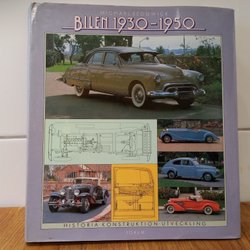 MICHAEL SEDGWICK
BILEN 1930–1950
HISTORIA·KONSTRUKTION·UTVECKLING